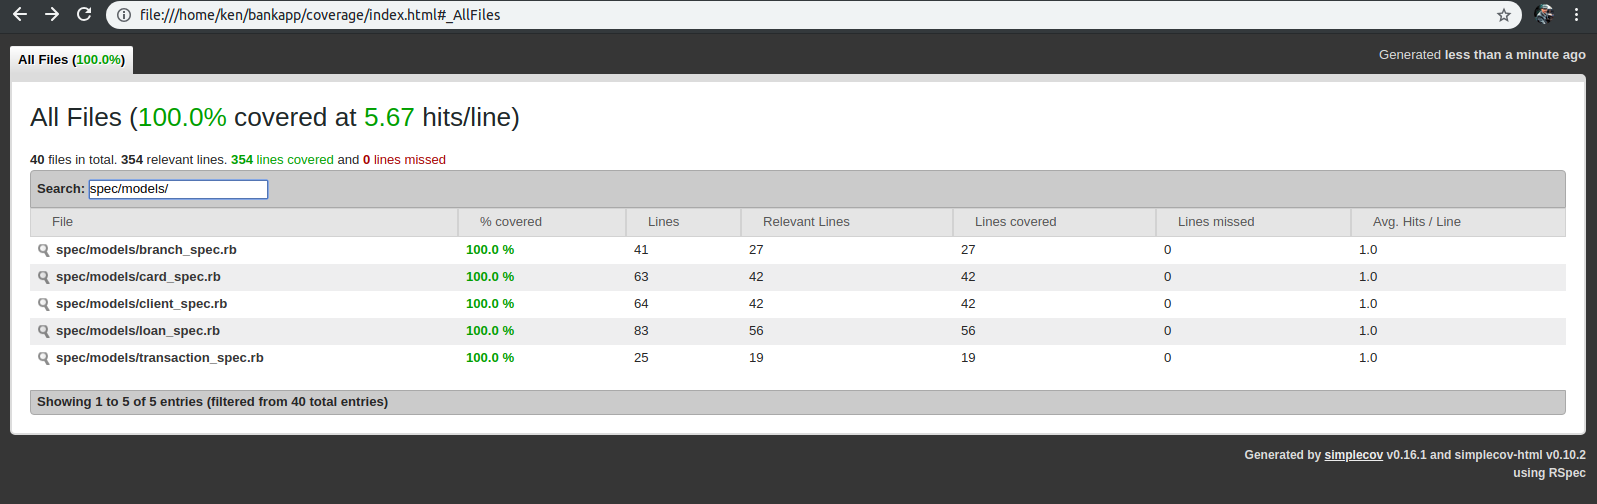 file:///home/ken/bankapp/coverage/index.html#_AllFiles
All Files (100.0%)
Generated less than a minute ago
All Files (100.0% covered at 5.67 hits/line)
40 files in total. 354 relevant lines. 354 lines covered and 0 lines missed
Search: spec/models/
File % covered Lines Relevant Lines Lines covered Lines missed Avg. Hits / Line
spec/models/branch_spec.rb 100.0 % 41 27 27 0 1.0
spec/models/card_spec.rb 100.0 % 63 42 42 0 1.0
spec/models/client_spec.rb 100.0 % 64 42 42 0 1.0
spec/models/loan_spec.rb 100.0 % 83 56 56 0 1.0
spec/models/transaction_spec.rb 100.0 % 25 19 19 0 1.0
Showing 1 to 5 of 5 entries (filtered from 40 total entries)
Generated by simplecov v0.16.1 and simplecov-html v0.10.2
using RSpec